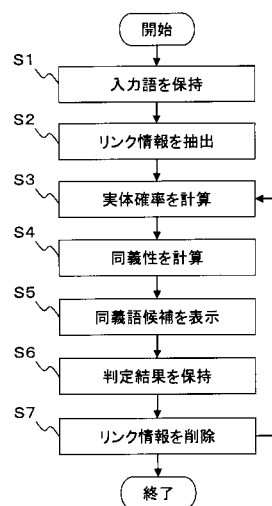 開始
S1
入力語を保持
S2
リンク情報を抽出
S3
実体確率を計算
S4
同義性を計算
S5
同義語候補を表示
S6
判定結果を保持
S7
リンク情報を削除
終了